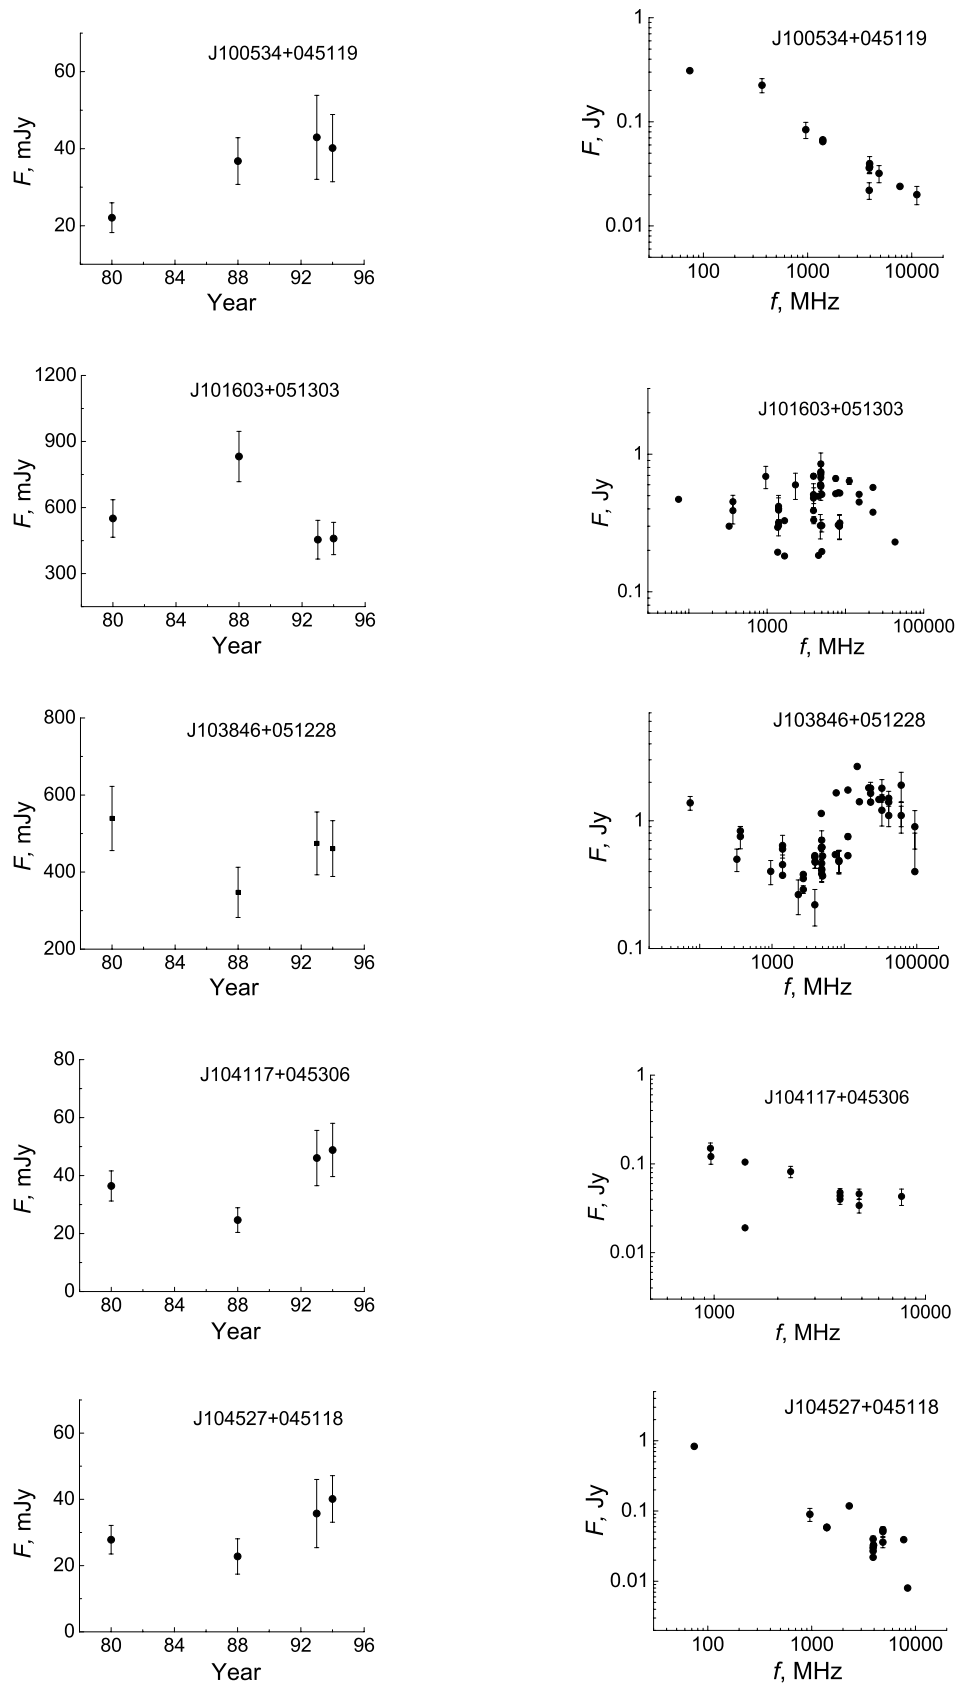 J100534+045119
F, mJy
60
40
20
80 84 88 92 96
Year
J100534+045119
F, Jy
1
0.1
0.01
100 1000 10000
f, MHz
J101603+051303
F, mJy
1200
900
600
300
80 84 88 92 96
Year
J101603+051303
F, Jy
1
0.1
1000 100000
f, MHz
J103846+051228
F, mJy
800
600
400
200
80 84 88 92 96
Year
J103846+051228
F, Jy
1
0.1
1000 100000
f, MHz
J104117+045306
F, mJy
80
60
40
20
0
80 84 88 92 96
Year
J104117+045306
F, Jy
1
0.1
0.01
1000 10000
f, MHz
J104527+045118
F, mJy
60
40
20
0
80 84 88 92 96
Year
J104527+045118
F, Jy
1
0.1
0.01
100 1000 10000
f, MHz